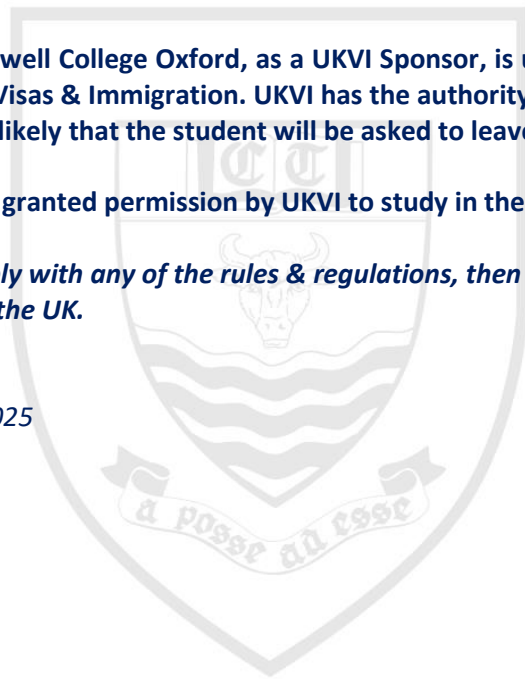 well College Oxford, as a UKVI Sponsor, is u
Visas & Immigration. UKVI has the authority
likely that the student will be asked to leave
granted permission by UKVI to study in the
ly with any of the rules & regulations, then
the UK.
025
C T
a posse ad esse